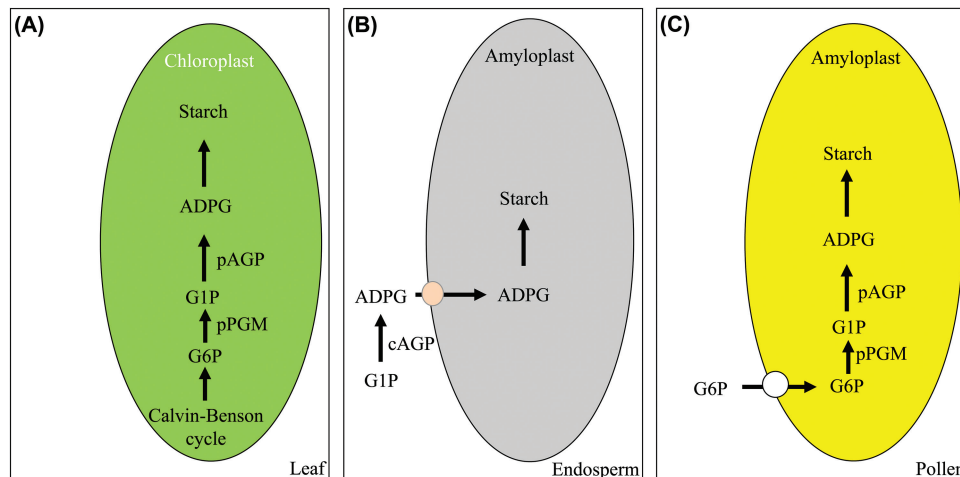 (A)
Chloroplast
Starch
ADPG
pAGP
G1P
pPGM
G6P
Calvin-Benson
cycle
Leaf
(B)
Amyloplast
Starch
ADPG
ADPG
cAGP
G1P
Endosperm
(C)
Amyloplast
Starch
ADPG
pAGP
G1P
pPGM
G6P
G6P
Pollen